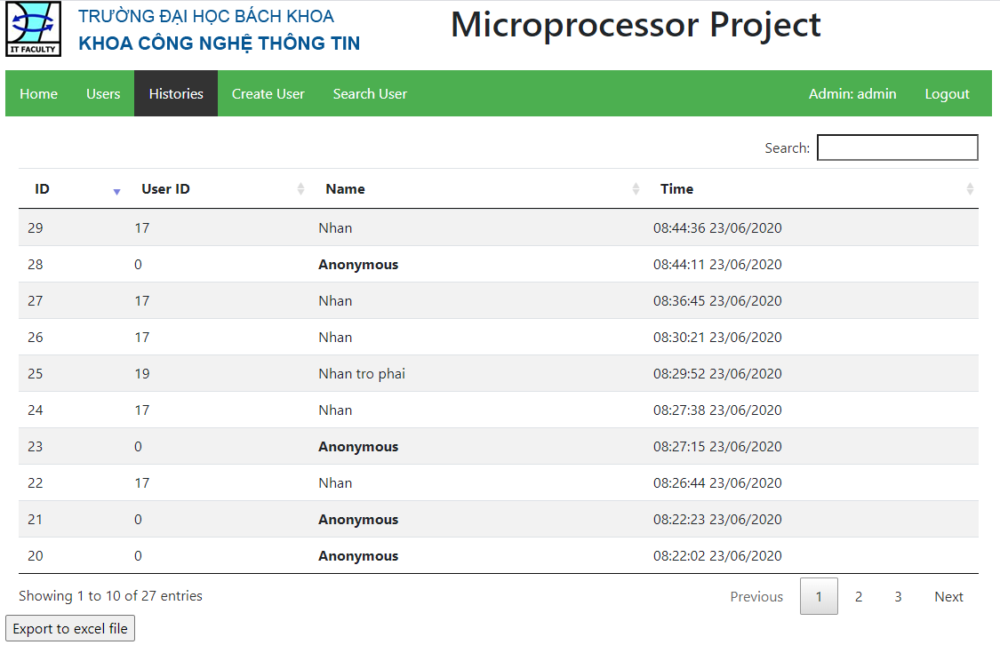 IT FACULTY
TRƯỜNG ĐẠI HỌC BÁCH KHOA
KHOA CÔNG NGHỆ THÔNG TIN
Microprocessor Project
Home Users Histories Create User Search User Admin: admin Logout
Search:
ID User ID Name Time
29 17 Nhan 08:44:36 23/06/2020
28 0 Anonymous 08:44:11 23/06/2020
27 17 Nhan 08:36:45 23/06/2020
26 17 Nhan 08:30:21 23/06/2020
25 19 Nhan tro phai 08:29:52 23/06/2020
24 17 Nhan 08:27:38 23/06/2020
23 0 Anonymous 08:27:15 23/06/2020
22 17 Nhan 08:26:44 23/06/2020
21 0 Anonymous 08:22:23 23/06/2020
20 0 Anonymous 08:22:02 23/06/2020
Showing 1 to 10 of 27 entries Previous 1 2 3 Next
Export to excel file